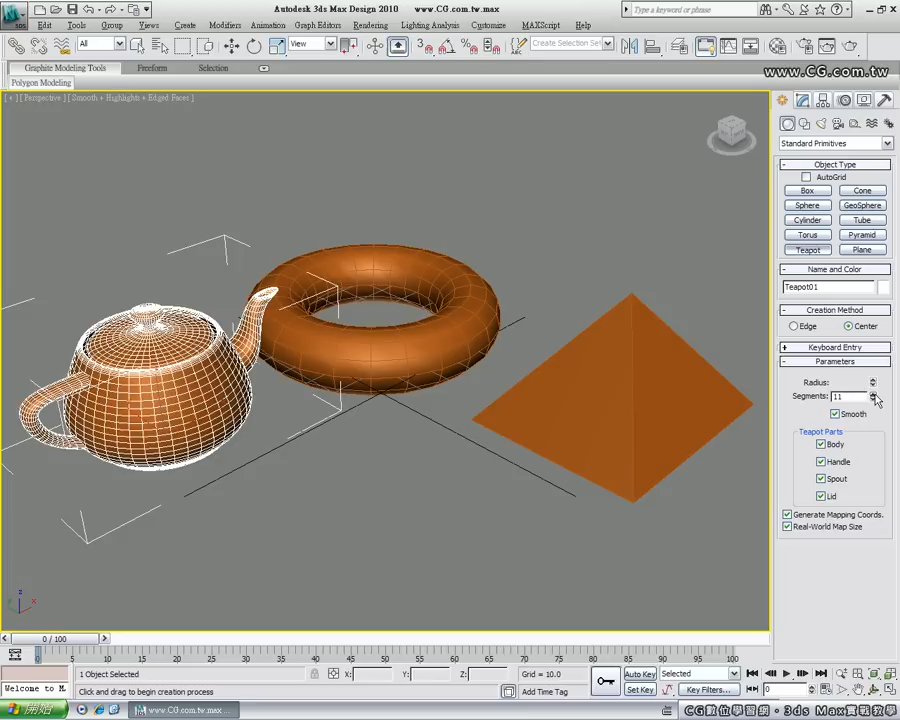 Autodesk 3ds Max Design 2010 www.CG.com.tw.max
Type a keyword or phrase
Edit Tools Group Views Create Modifiers Animation Graph Editors Rendering Lighting Analysis Customize MAXScript Help
All View Create Selection Set
Graphite Modeling Tools Freeform Selection
www.CG.com.tw
Polygon Modeling
[ + ] [ Perspective ] [ Smooth + Highlights + Edged Faces ]
Standard Primitives
- Object Type
AutoGrid
Box Cone
Sphere GeoSphere
Cylinder Tube
Torus Pyramid
Teapot Plane
- Name and Color
Teapot01
- Creation Method
Edge Center
+ Keyboard Entry
- Parameters
Radius:
Segments: 11
Smooth
Teapot Parts
Body
Handle
Spout
Lid
Generate Mapping Coords.
Real-World Map Size
z
x
0 / 100
0 5 10 15 20 25 30 35 40 45 50 55 60 65 70 75 80 85 90 95 100
1 Object Selected X: Y: Z: Grid = 10.0 Auto Key Selected
Welcome to M Click and drag to begin creation process Add Time Tag Set Key Key Filters... 0
開始 www.CG.com.tw.max ... CG數位學習網-3ds Max實戰教學